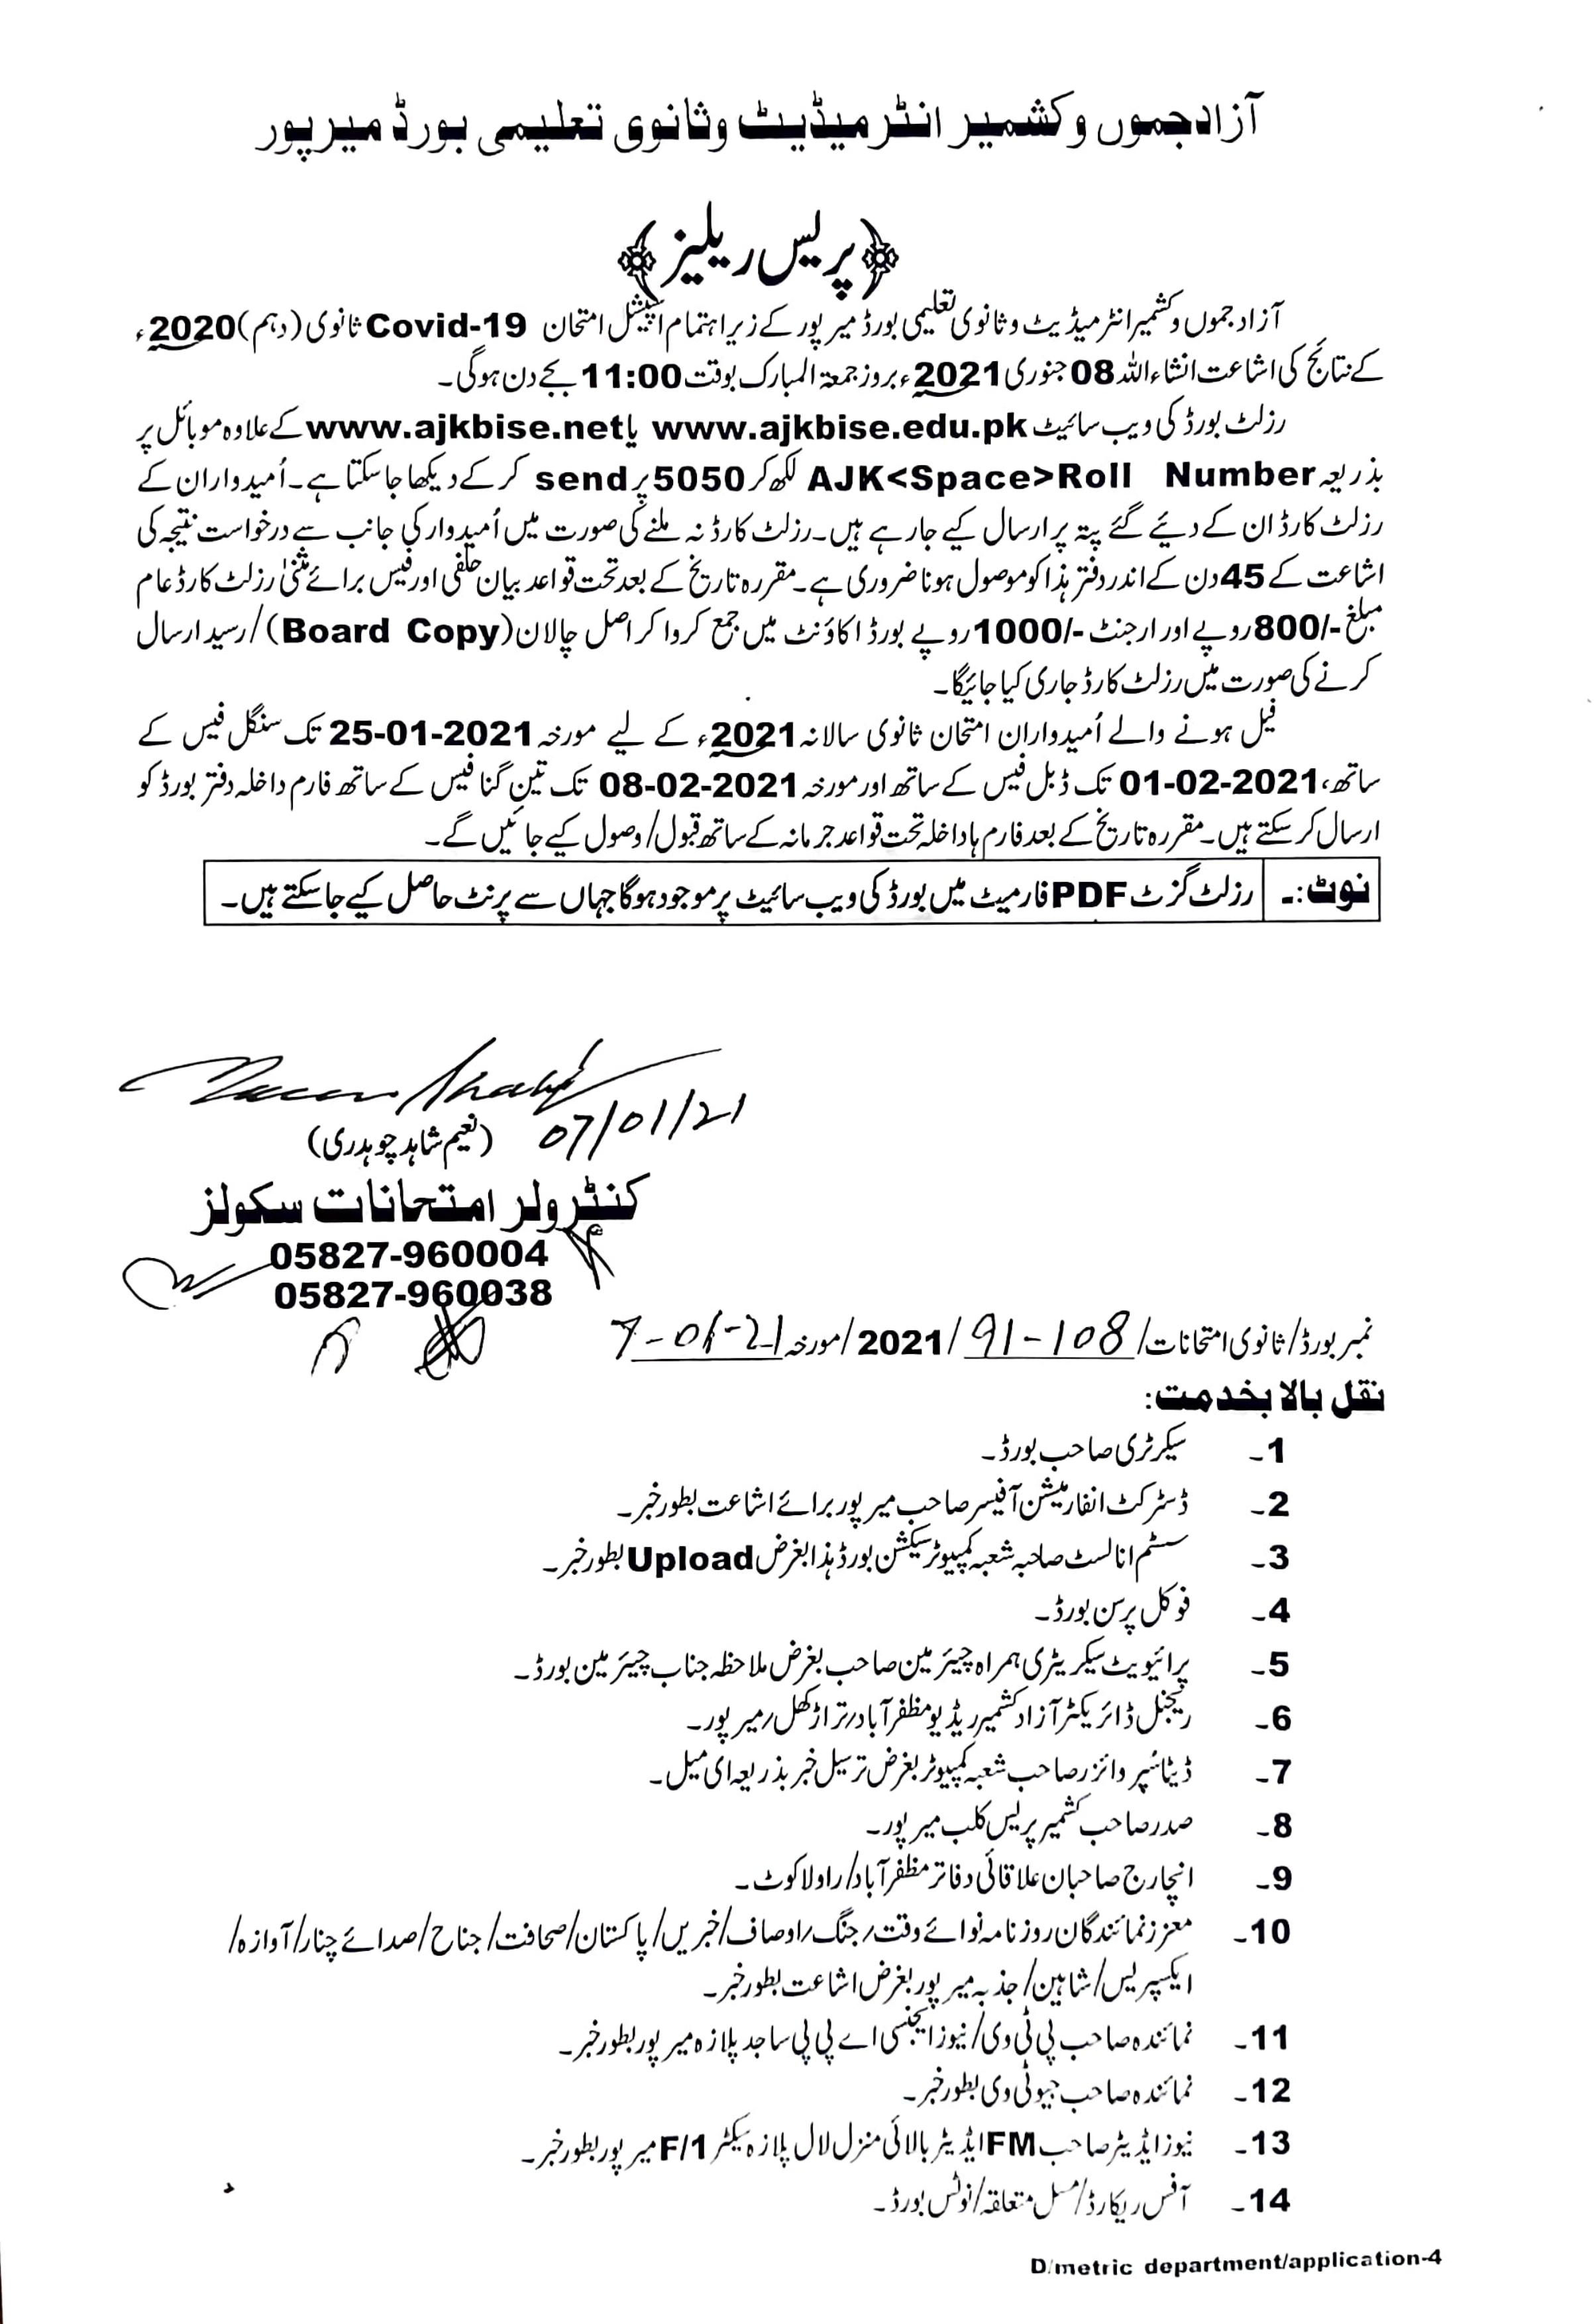 آزاد جموں و کشمیر انٹرمیڈیٹ و ثانوی تعلیمی بورڈ میرپور
﴿پریس ریلیز﴾
آزاد جموں و کشمیر انٹرمیڈیٹ و ثانوی تعلیمی بورڈ میرپور کے زیر اہتمام اسپیشل امتحان Covid-19 ثانوی (دہم) 2020ء
کے نتائج کی اشاعت انشاء اللہ 08 جنوری 2021ء بروز جمعۃ المبارک بوقت 11:00 بجے دن ہوگی۔
رزلٹ بورڈ کی ویب سائیٹ www.ajkbise.edu.pk یا www.ajkbise.net کے علاوہ موبائل پر
بذریعہ AJK<Space>Roll Number لکھ کر 5050 پر send کر کے دیکھا جا سکتا ہے۔ اُمیدواران کے
رزلٹ کارڈ ان کے دیئے گئے پتہ پر ارسال کیے جا رہے ہیں۔ رزلٹ کارڈ نہ ملنے کی صورت میں اُمیدوار کی جانب سے درخواست نتیجہ کی
اشاعت کے 45 دن کے اندر دفتر ہذا کو موصول ہونا ضروری ہے۔ مقررہ تاریخ کے بعد تحت قواعد بیان حلفی اور فیس برائے مثنیٰ رزلٹ کارڈ عام
مبلغ -/800 روپے اور ارجنٹ -/1000 روپے بورڈ اکاؤنٹ میں جمع کروا کر اصل چالان (Board Copy) / رسید ارسال
کرنے کی صورت میں رزلٹ کارڈ جاری کیا جائیگا۔
فیل ہونے والے اُمیدواران امتحان ثانوی سالانہ 2021ء کے لیے مورخہ 25-01-2021 تک سنگل فیس کے
ساتھ، 01-02-2021 تک ڈبل فیس کے ساتھ اور مورخہ 08-02-2021 تک تین گنا فیس کے ساتھ فارم داخلہ دفتر بورڈ کو
ارسال کر سکتے ہیں۔ مقررہ تاریخ کے بعد فارم ہا داخلہ تحت قواعد جرمانہ کے ساتھ قبول/وصول کیے جائیں گے۔
نوٹ:۔ رزلٹ گزٹ PDF فارمیٹ میں بورڈ کی ویب سائیٹ پر موجود ہوگا جہاں سے پرنٹ حاصل کیے جا سکتے ہیں۔
07/01/21
(نعیم شاہد چوہدری)
کنٹرولر امتحانات سکولز
05827-960004
05827-960038
نمبر بورڈ/ثانوی امتحانات/ 91-108 /2021/مورخہ 7-01-21
نقل بالا بخدمت:
1۔ سیکرٹری صاحب بورڈ۔
2۔ ڈسٹرکٹ انفارمیشن آفیسر صاحب میرپور برائے اشاعت بطور خبر۔
3۔ سسٹم انالسٹ صاحبہ شعبہ کمپیوٹر سیکشن بورڈ ہذا بغرض Upload بطور خبر۔
4۔ فوکل پرسن بورڈ۔
5۔ پرائیویٹ سیکریٹری ہمراہ چیئرمین صاحب بغرض ملاحظہ جناب چیئرمین بورڈ۔
6۔ ریجنل ڈائریکٹر آزاد کشمیر ریڈیو مظفرآباد/تراڑکھل/میرپور۔
7۔ ڈیٹا سپروائزر صاحب شعبہ کمپیوٹر بغرض ترسیل خبر بذریعہ ای میل۔
8۔ صدر صاحب کشمیر پریس کلب میرپور۔
9۔ انچارج صاحبان علاقائی دفاتر مظفرآباد/راولاکوٹ۔
10۔ معزز نمائندگان روزنامہ نوائے وقت/جنگ/اوصاف/خبریں/پاکستان/صحافت/جناح/صدائے چنار/آوازہ/
ایکسپریس/شاہین/جذبہ میرپور بغرض اشاعت بطور خبر۔
11۔ نمائندہ صاحب پی ٹی وی/نیوز ایجنسی اے پی پی ساجد پلازہ میرپور بطور خبر۔
12۔ نمائندہ صاحب جیو ٹی وی بطور خبر۔
13۔ نیوز ایڈیٹر صاحب FM ایڈیٹر بالائی منزل لال پلازہ سیکٹر F/1 میرپور بطور خبر۔
14۔ آفس ریکارڈ/مسل متعلقہ/نوٹس بورڈ۔
D/metric department/application-4